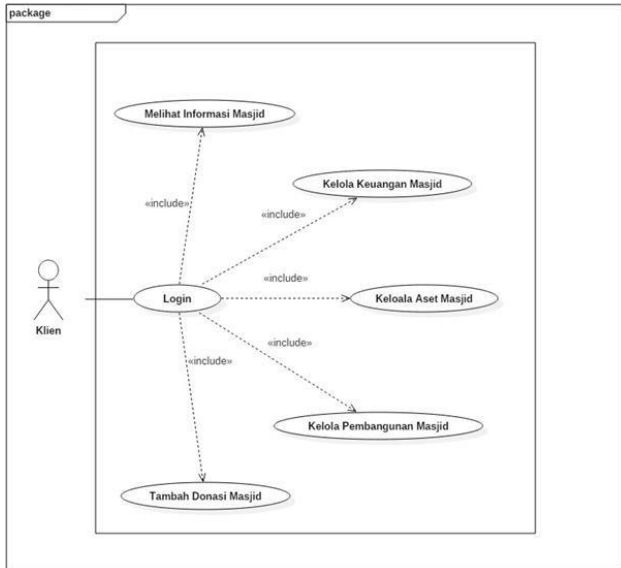 package
Melihat Informasi Masjid
Kelola Keuangan Masjid
«include»
«include»
«include»
Login
Keloala Aset Masjid
Klien
«include»
«include»
Kelola Pembangunan Masjid
Tambah Donasi Masjid